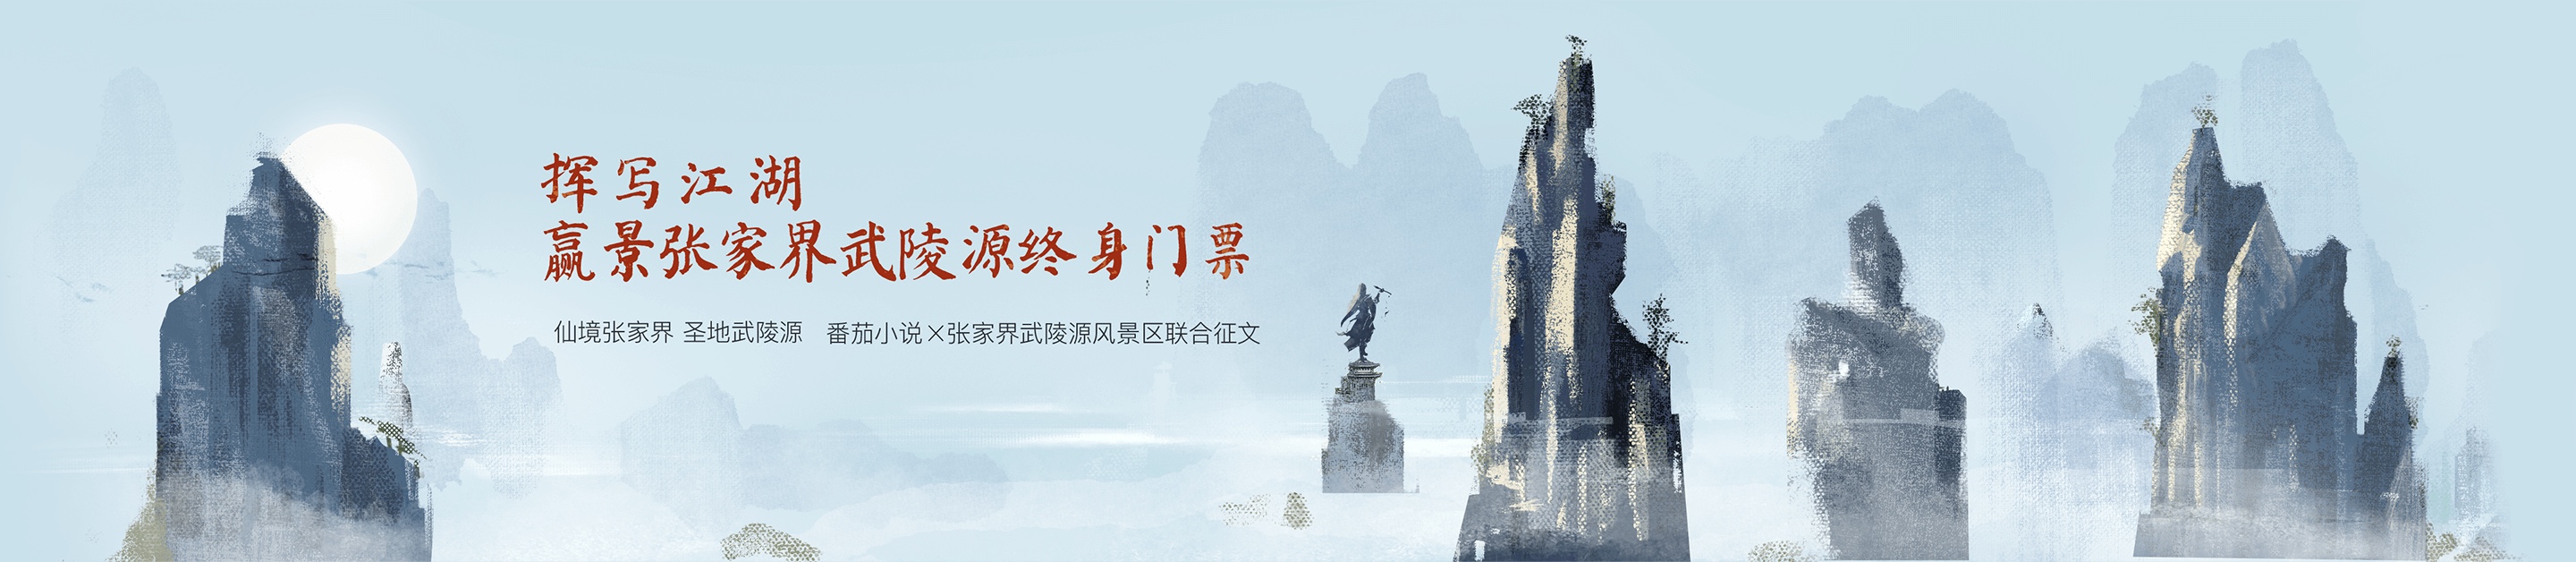 挥写江湖
赢景张家界武陵源终身门票
仙境张家界 圣地武陵源 番茄小说×张家界武陵源风景区联合征文